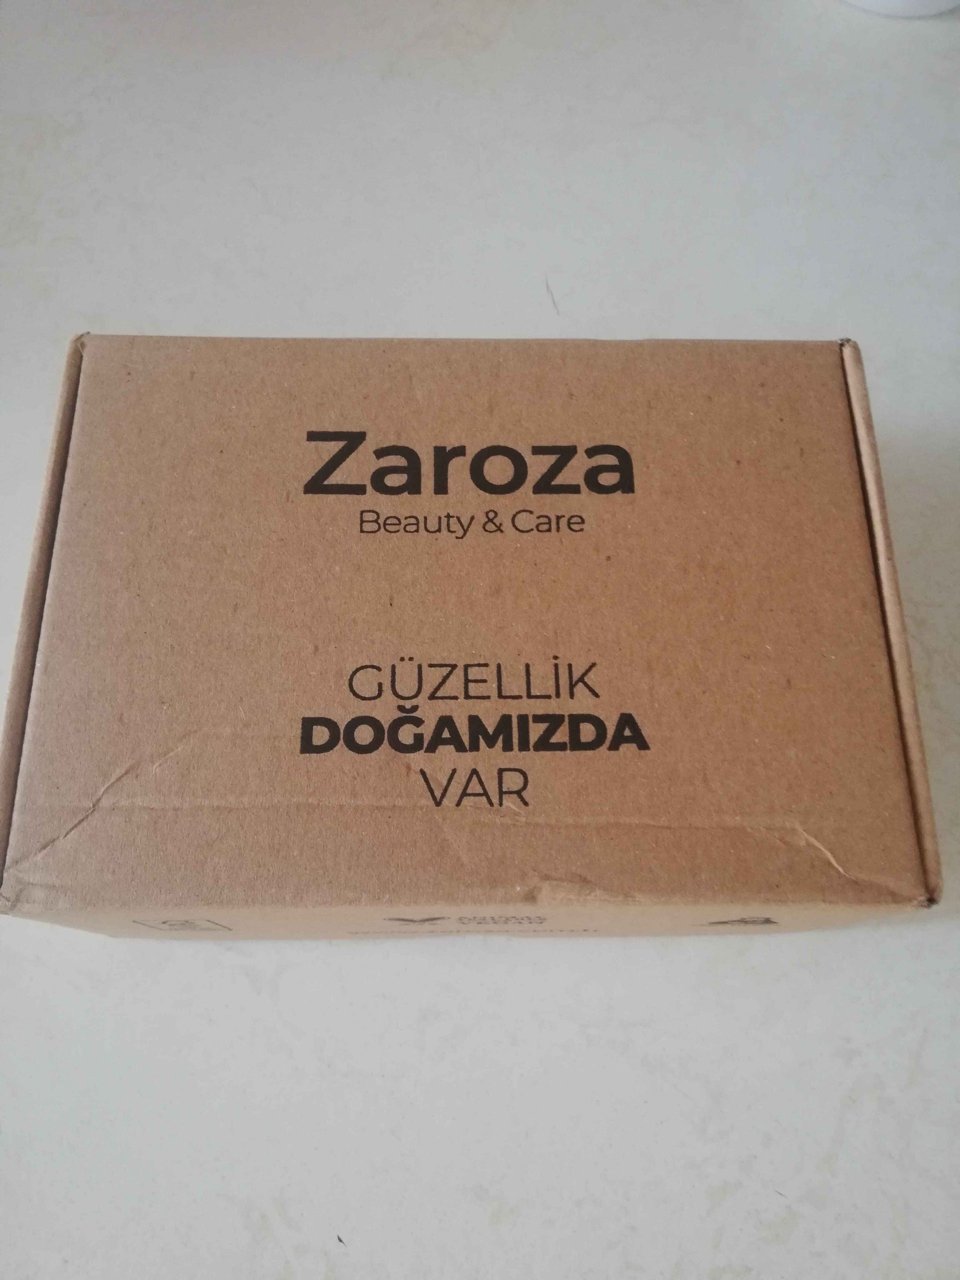 Zaroza
Beauty & Care
GÜZELLİK
DOĞAMIZDA
VAR